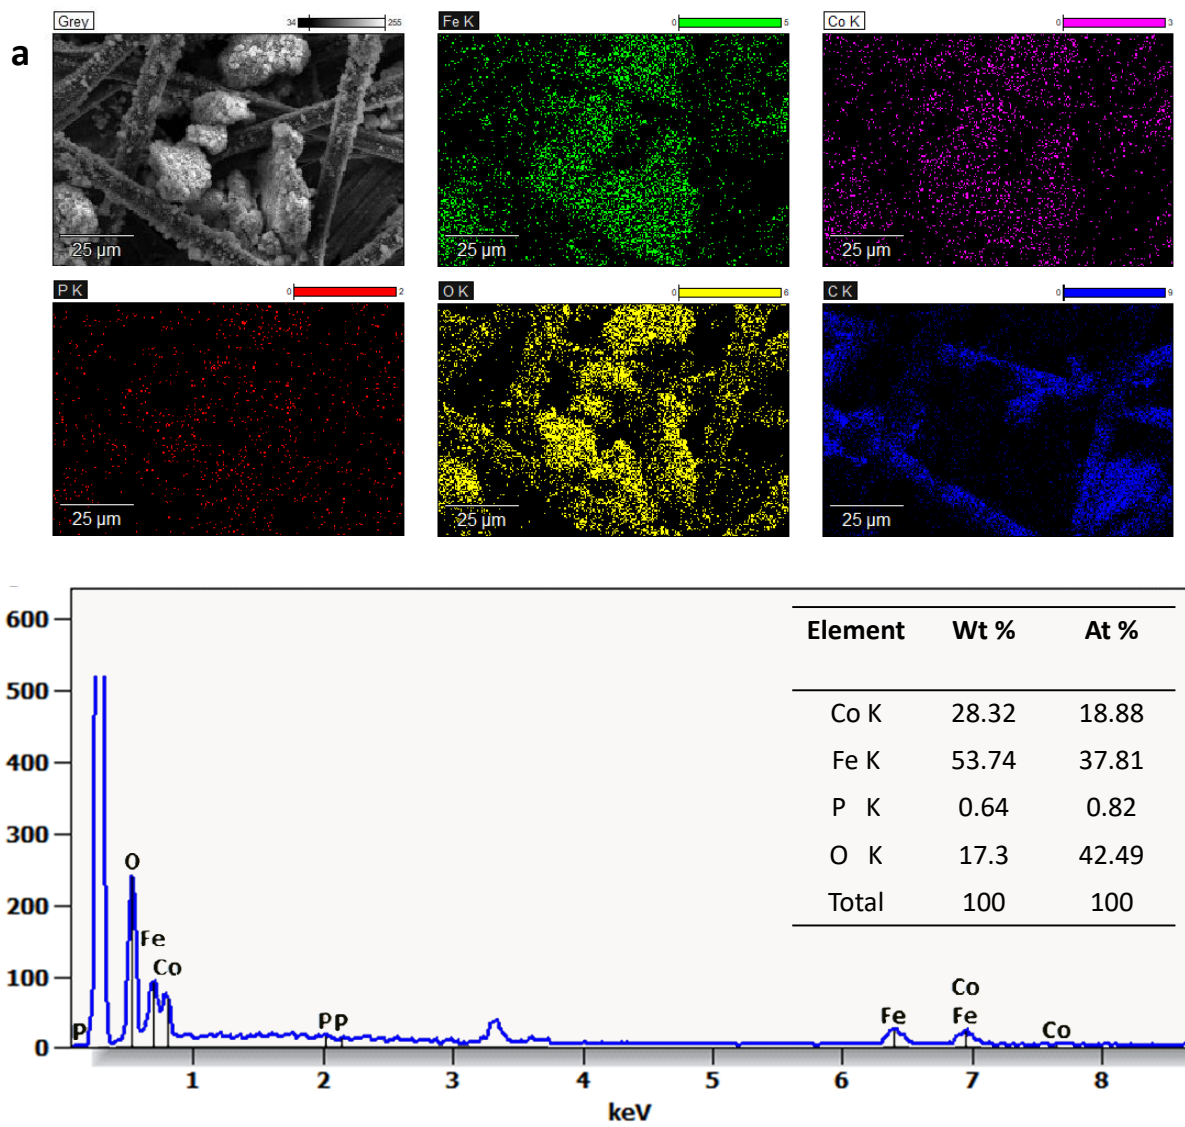 a
Grey
34
255
25 µm
Fe K
0
5
25 µm
Co K
0
3
25 µm
P K
0
2
25 µm
O K
0
6
25 µm
C K
0
9
25 µm
600
500
400
300
200
100
0
1
2
3
4
5
6
7
8
keV
P
O
Fe
Co
P
P
Fe
Co
Fe
Co
Element Wt % At %
Co K 28.32 18.88
Fe K 53.74 37.81
P K 0.64 0.82
O K 17.3 42.49
Total 100 100